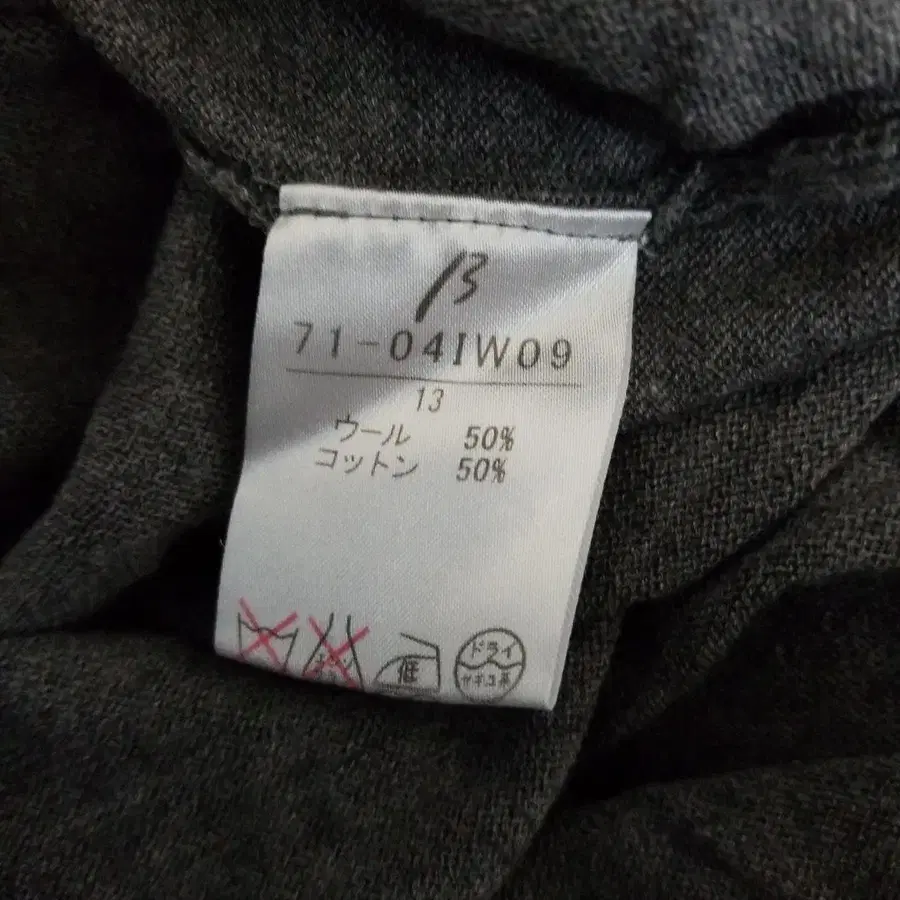 β
71-04IW09
13
ウール 50%
コットン 50%
低
ドライ
セキユ系